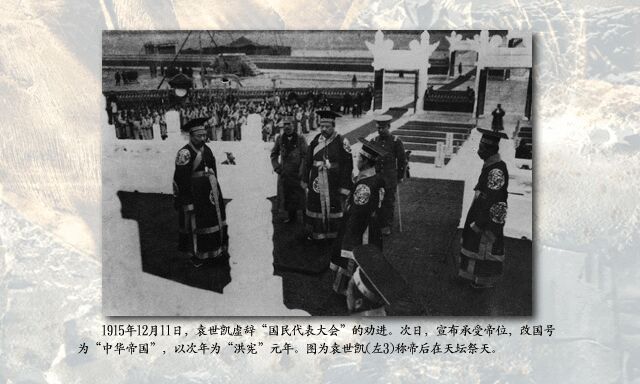 1915年12月11日，袁世凯虚辞“国民代表大会”的劝进。次日，宣布承受帝位，改国号
为“中华帝国”，以次年为“洪宪”元年。图为袁世凯(左3)称帝后在天坛祭天。